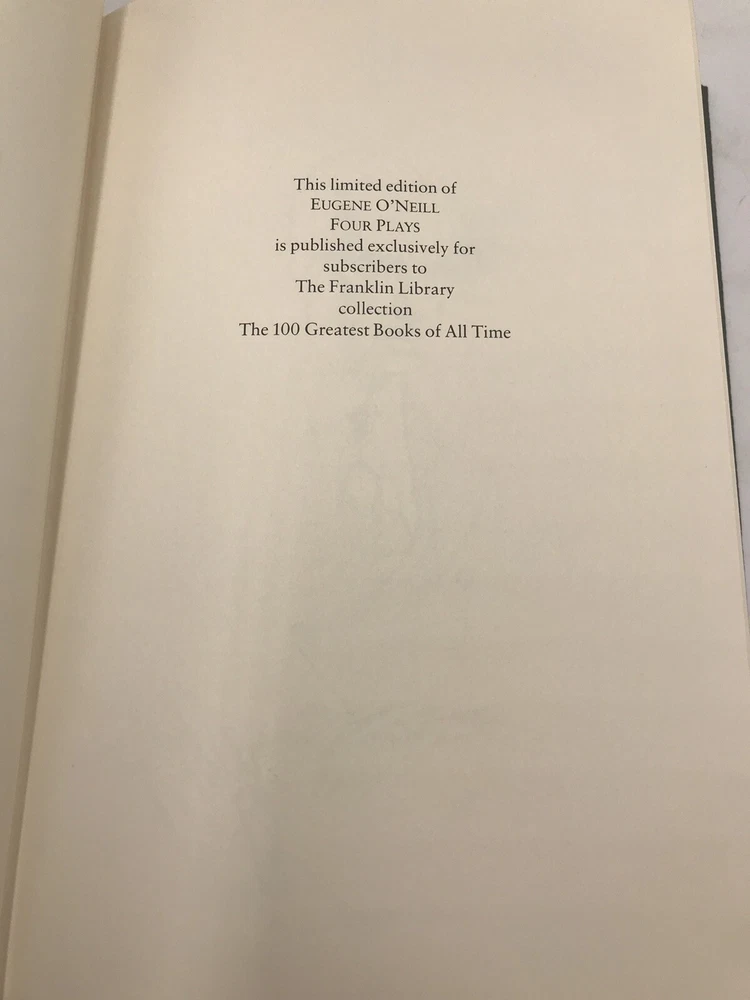 This limited edition of
EUGENE O'NEILL
FOUR PLAYS
is published exclusively for
subscribers to
The Franklin Library
collection
The 100 Greatest Books of All Time